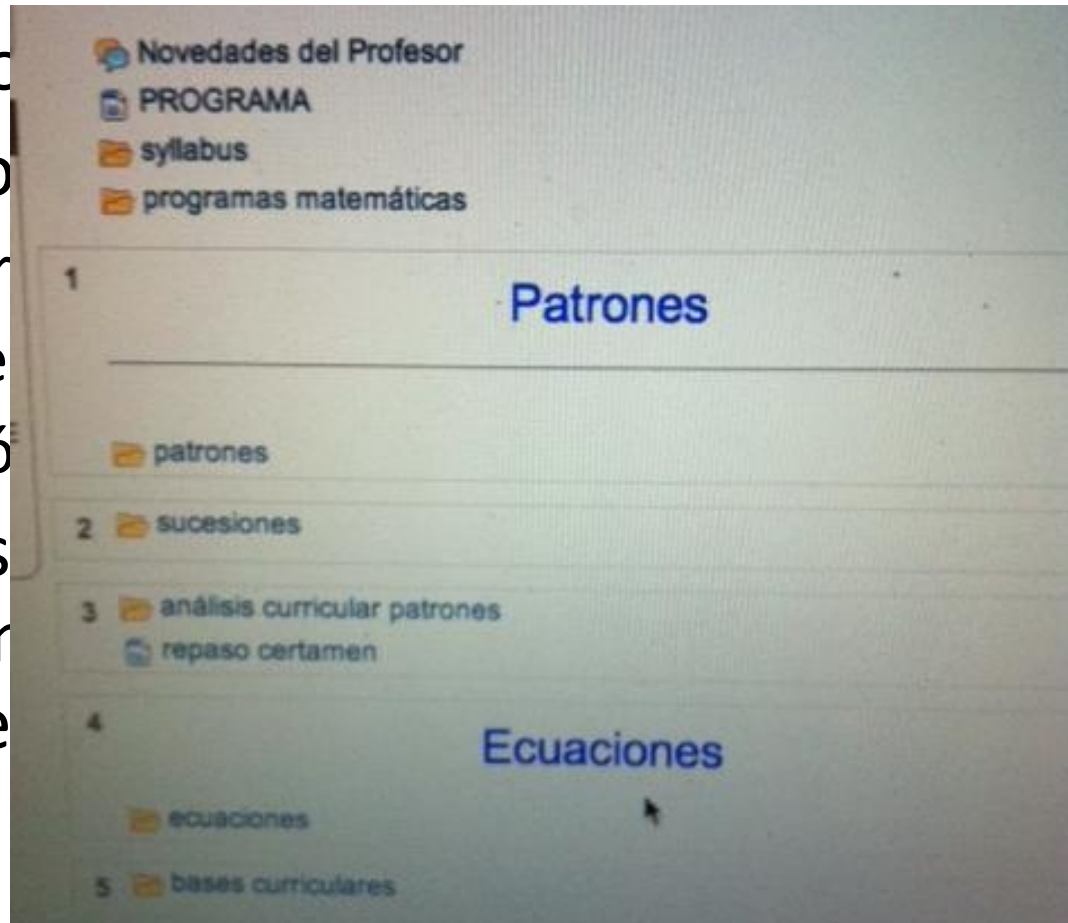 Novedades del Profesor
PROGRAMA
syllabus
programas matemáticas
1
Patrones
patrones
2 sucesiones
3 análisis curricular patrones
repaso certamen
4
Ecuaciones
ecuaciones
5 bases curriculares